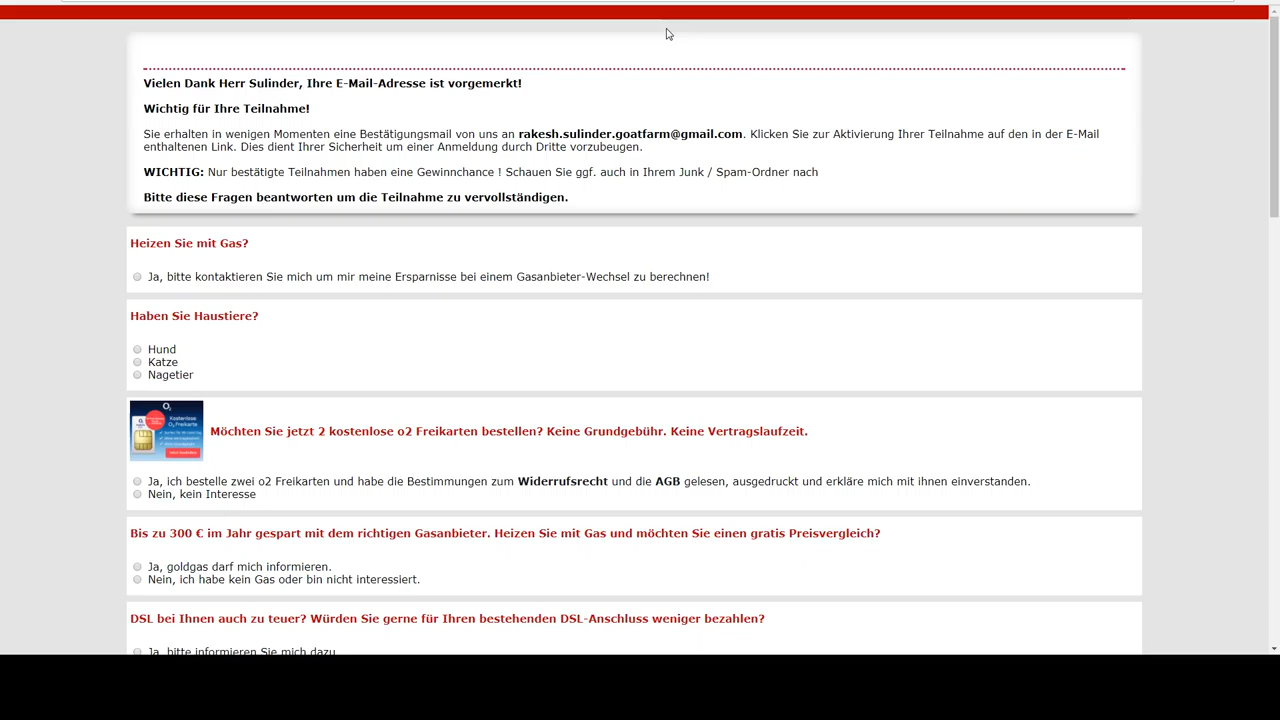 Vielen Dank Herr Sulinder, Ihre E-Mail-Adresse ist vorgemerkt!
Wichtig für Ihre Teilnahme!
Sie erhalten in wenigen Momenten eine Bestätigungsmail von uns an rakesh.sulinder.goatfarm@gmail.com. Klicken Sie zur Aktivierung Ihrer Teilnahme auf den in der E-Mail
enthaltenen Link. Dies dient Ihrer Sicherheit um einer Anmeldung durch Dritte vorzubeugen.
WICHTIG: Nur bestätigte Teilnahmen haben eine Gewinnchance ! Schauen Sie ggf. auch in Ihrem Junk / Spam-Ordner nach
Bitte diese Fragen beantworten um die Teilnahme zu vervollständigen.
Heizen Sie mit Gas?
Ja, bitte kontaktieren Sie mich um mir meine Ersparnisse bei einem Gasanbieter-Wechsel zu berechnen!
Haben Sie Haustiere?
Hund
Katze
Nagetier
O2
Kostenlose
O2 Freikarte
Möchten Sie jetzt 2 kostenlose o2 Freikarten bestellen? Keine Grundgebühr. Keine Vertragslaufzeit.
Ja, ich bestelle zwei o2 Freikarten und habe die Bestimmungen zum Widerrufsrecht und die AGB gelesen, ausgedruckt und erkläre mich mit ihnen einverstanden.
Nein, kein Interesse
Bis zu 300 € im Jahr gespart mit dem richtigen Gasanbieter. Heizen Sie mit Gas und möchten Sie einen gratis Preisvergleich?
Ja, goldgas darf mich informieren.
Nein, ich habe kein Gas oder bin nicht interessiert.
DSL bei Ihnen auch zu teuer? Würden Sie gerne für Ihren bestehenden DSL-Anschluss weniger bezahlen?
Ja, bitte informieren Sie mich dazu